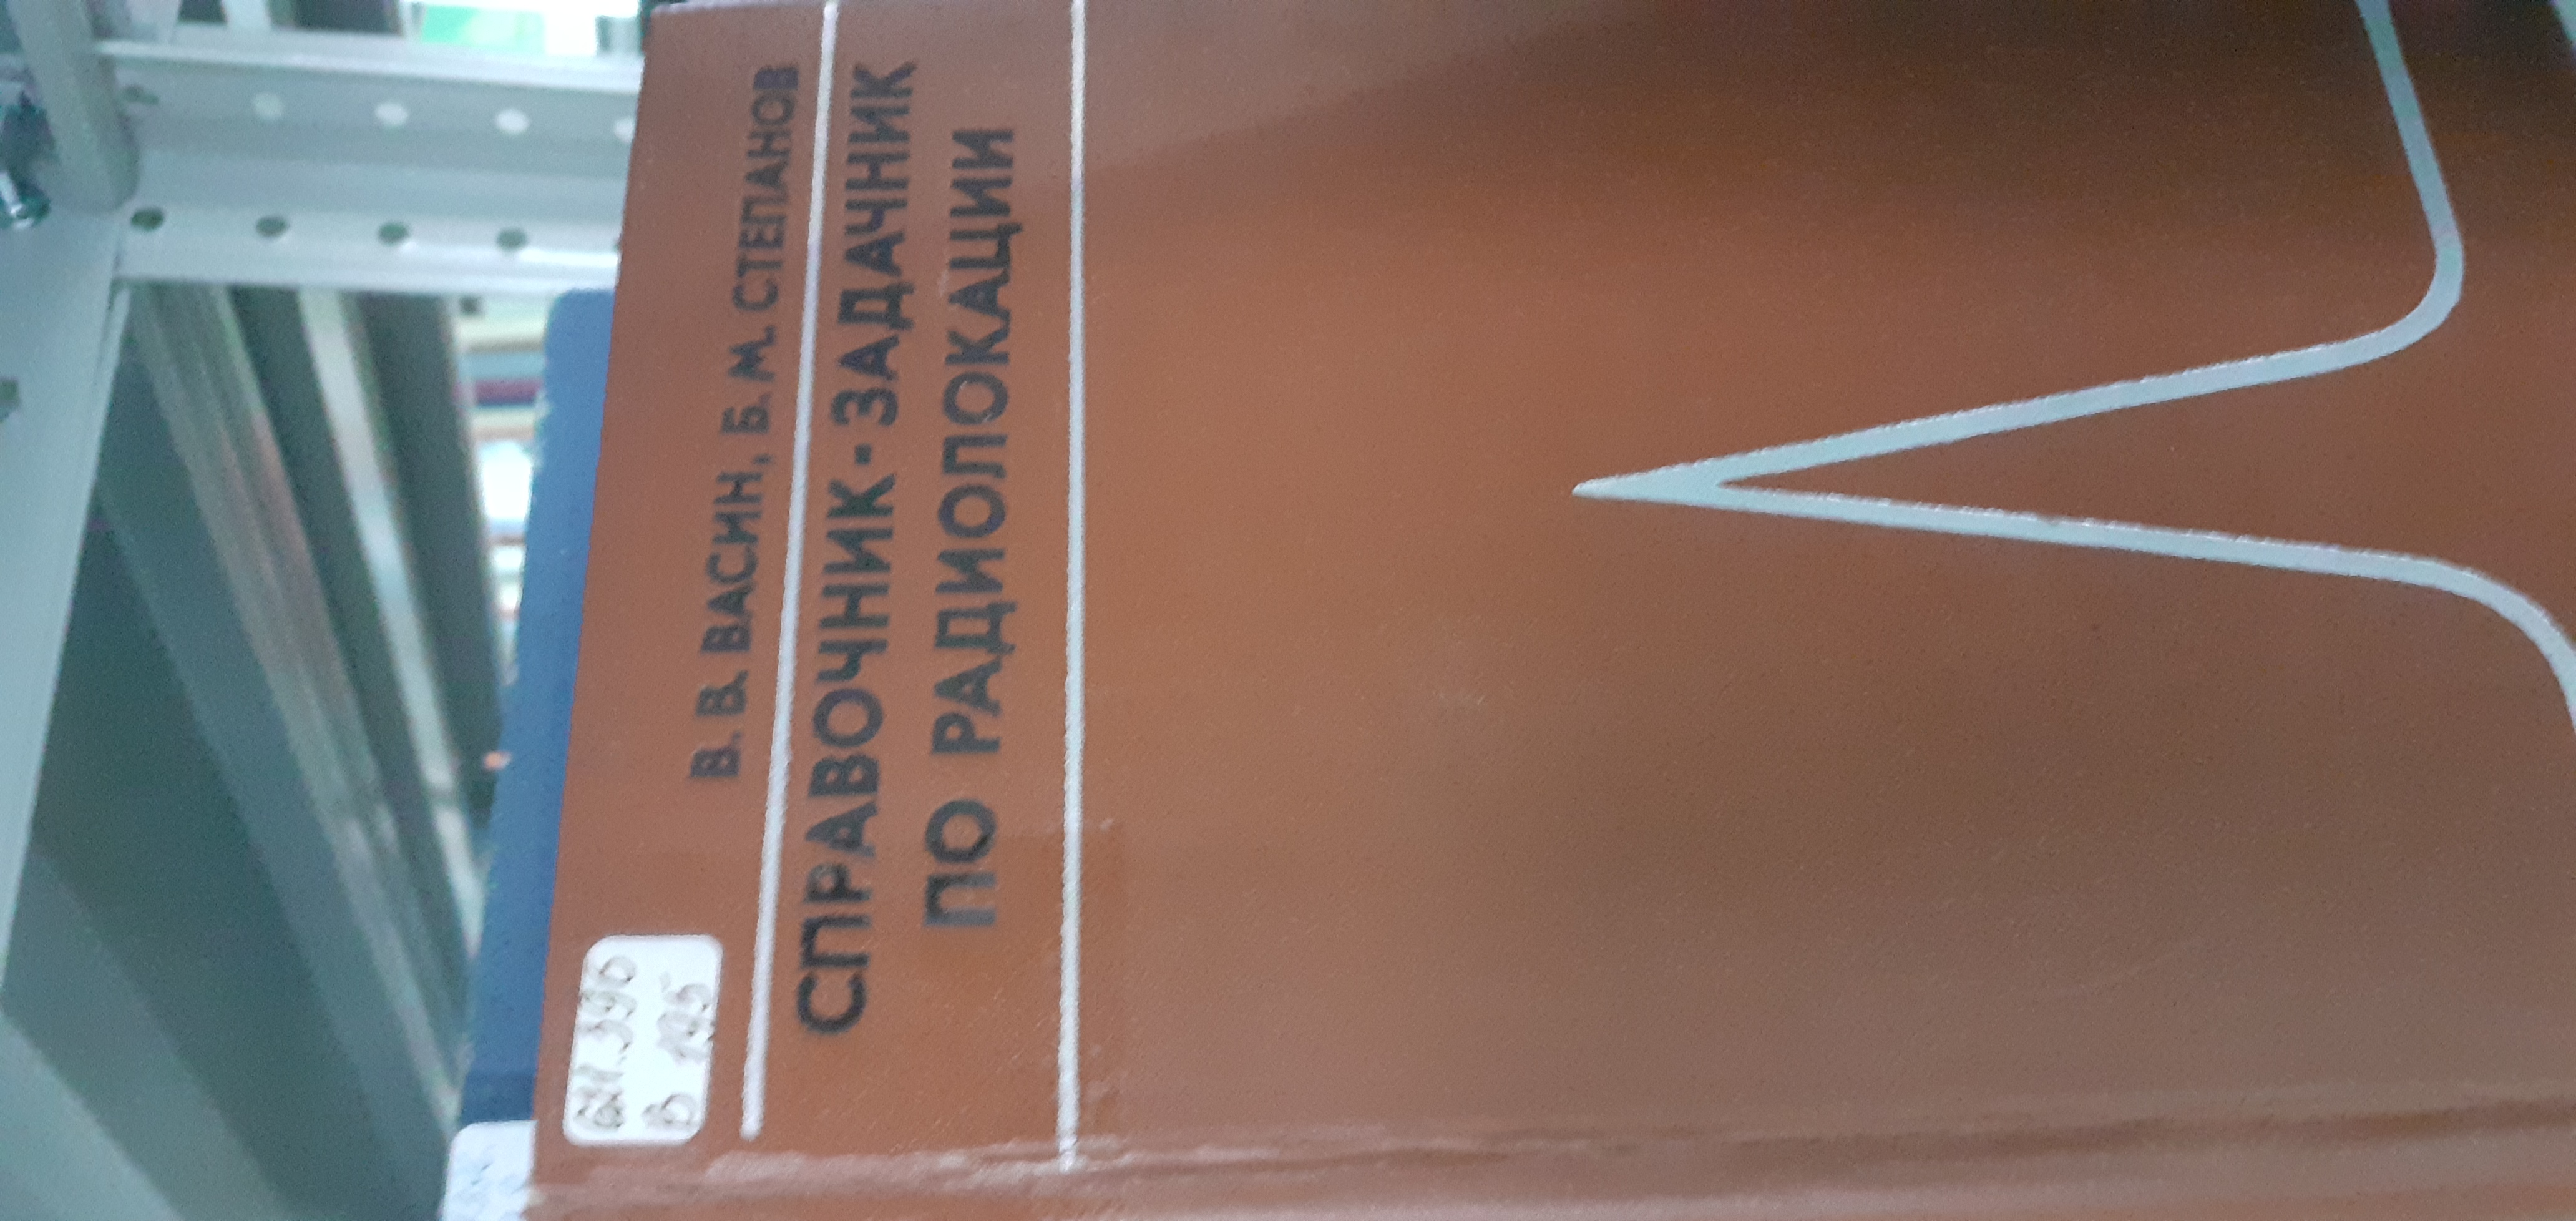 В. В. ВАСИН, Б. М. СТЕПАНОВ
СПРАВОЧНИК-ЗАДАЧНИК
ПО РАДИОЛОКАЦИИ
621.396
В 195